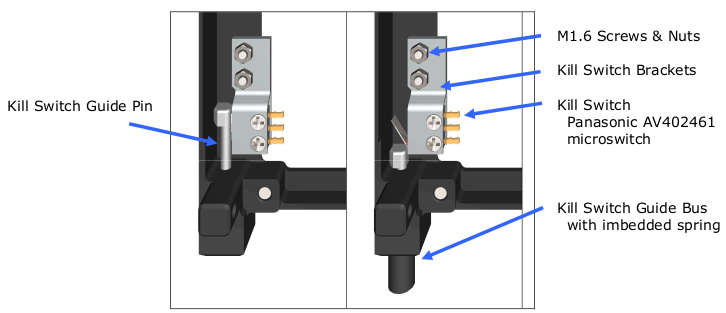 Kill Switch Guide Pin
M1.6 Screws & Nuts
Kill Switch Brackets
Kill Switch
Panasonic AV402461
microswitch
Kill Switch Guide Bus
with imbedded spring